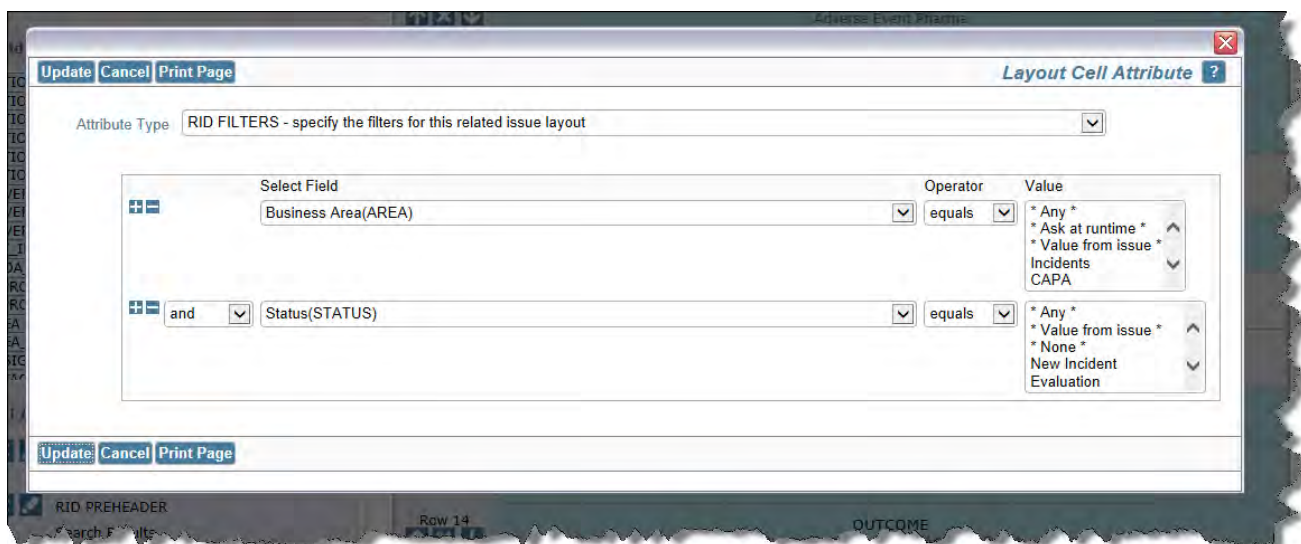 Adverse Event Pharma
Update Cancel Print Page
Layout Cell Attribute ?
Attribute Type RID FILTERS - specify the filters for this related issue layout
Select Field Operator Value
Business Area(AREA) equals * Any *
* Ask at runtime *
* Value from issue *
Incidents
CAPA
and Status(STATUS) equals * Any *
* Value from issue *
* None *
New Incident
Evaluation
Update Cancel Print Page
RID PREHEADER
Row 14
OUTCOME